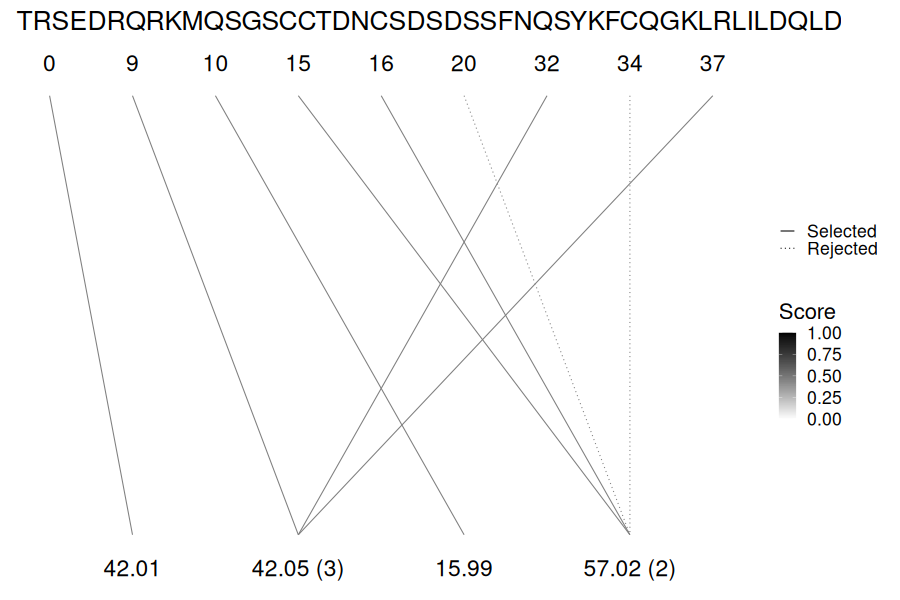 TRSEDRQRKMQSGSCCTDNCSDSDSSFNQSYKFCQGKLRLILDQLD
0 9 10 15 16 20 32 34 37
Selected
Rejected
Score
1.00
0.75
0.50
0.25
0.00
42.01 42.05 (3) 15.99 57.02 (2)